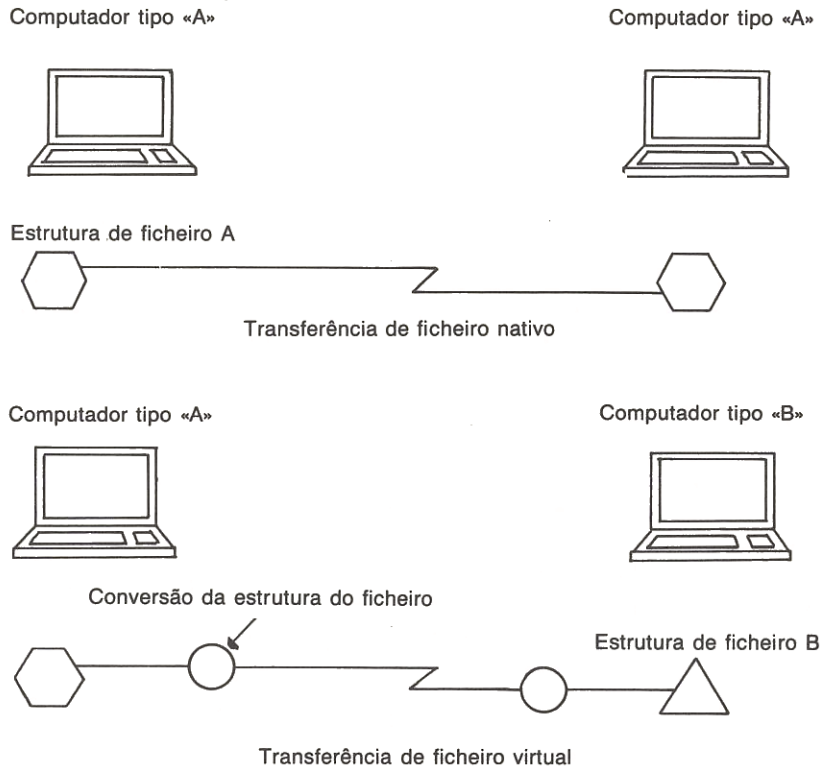 Computador tipo «A»
Computador tipo «A»
Estrutura de ficheiro A
Transferência de ficheiro nativo
Computador tipo «A»
Computador tipo «B»
Conversão da estrutura do ficheiro
Estrutura de ficheiro B
Transferência de ficheiro virtual